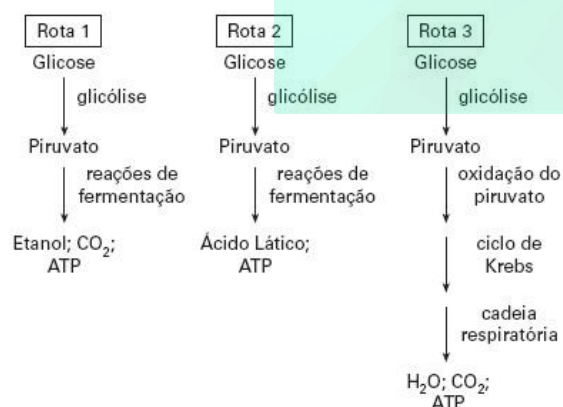 Rota 1
Glicose
glicólise
Piruvato
reações de
fermentação
Etanol; CO₂;
ATP
Rota 2
Glicose
glicólise
Piruvato
reações de
fermentação
Ácido Lático;
ATP
Rota 3
Glicose
glicólise
Piruvato
oxidação do
piruvato
ciclo de
Krebs
cadeia
respiratória
H₂O; CO₂;
ATP